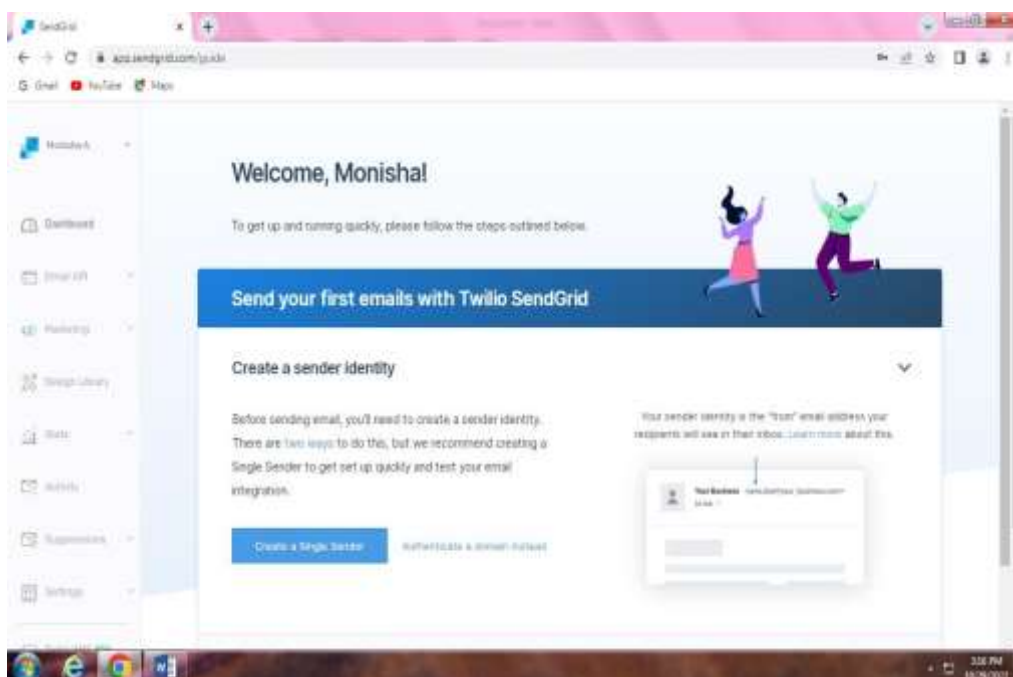 SendGrid
app.sendgrid.com/guide
Gmail YouTube Maps
Welcome, Monisha!
To get up and running quickly, please follow the steps outlined below.
Dashboard
Email API
Send your first emails with Twilio SendGrid
Marketing
Create a sender identity
Design Library
Before sending email, you'll need to create a sender identity.
There are two ways to do this, but we recommend creating a
Single Sender to get set up quickly and test your email
integration.
Your sender identity is the "from" email address your
recipients will see in their inbox. Learn more about this.
Stats
Activity
Your Business
Suppressions
Create a Single Sender
Authenticate a domain instead
Settings
3:56 PM